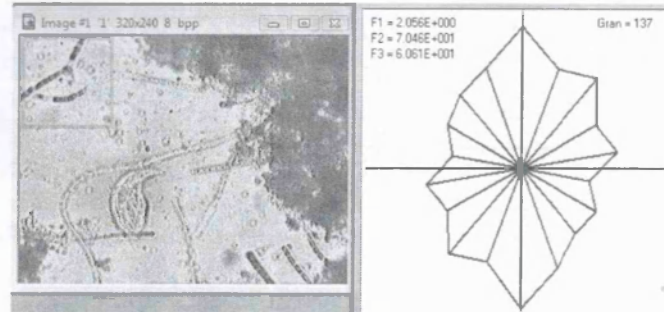 Image #1 '1' 320x240 8 bpp
F1 = 2.056E+000
F2 = 7.046E+001
F3 = 6.061E+001
Gran = 137